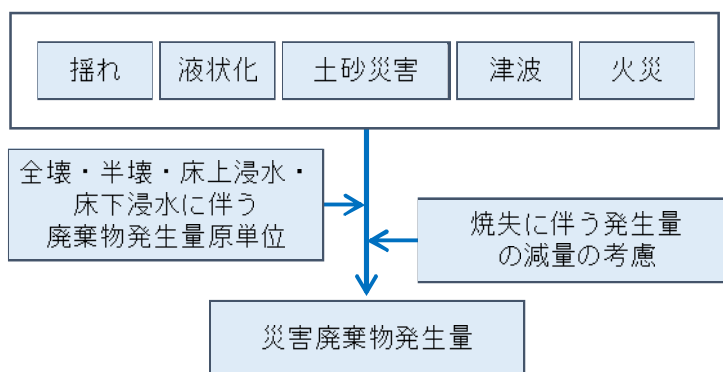 揺れ
液状化
土砂災害
津波
火災
全壊・半壊・床上浸水・
床下浸水に伴う
廃棄物発生量原単位
焼失に伴う発生量
の減量の考慮
災害廃棄物発生量